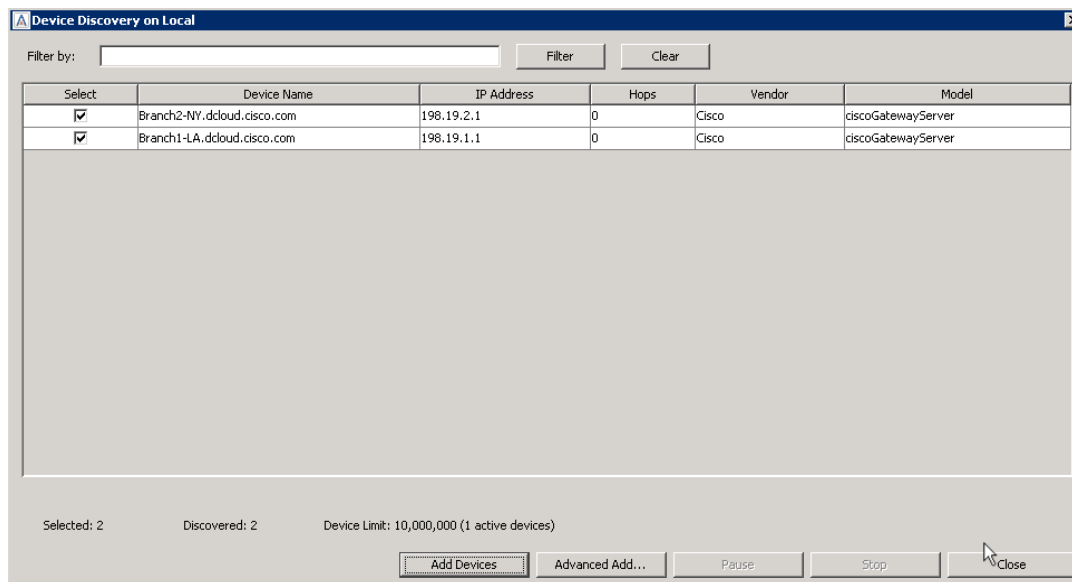 Device Discovery on Local
Filter by: Filter Clear
Select Device Name IP Address Hops Vendor Model
Branch2-NY.dcloud.cisco.com 198.19.2.1 0 Cisco ciscoGatewayServer
Branch1-LA.dcloud.cisco.com 198.19.1.1 0 Cisco ciscoGatewayServer
Selected: 2 Discovered: 2 Device Limit: 10,000,000 (1 active devices)
Add Devices Advanced Add... Pause Stop Close